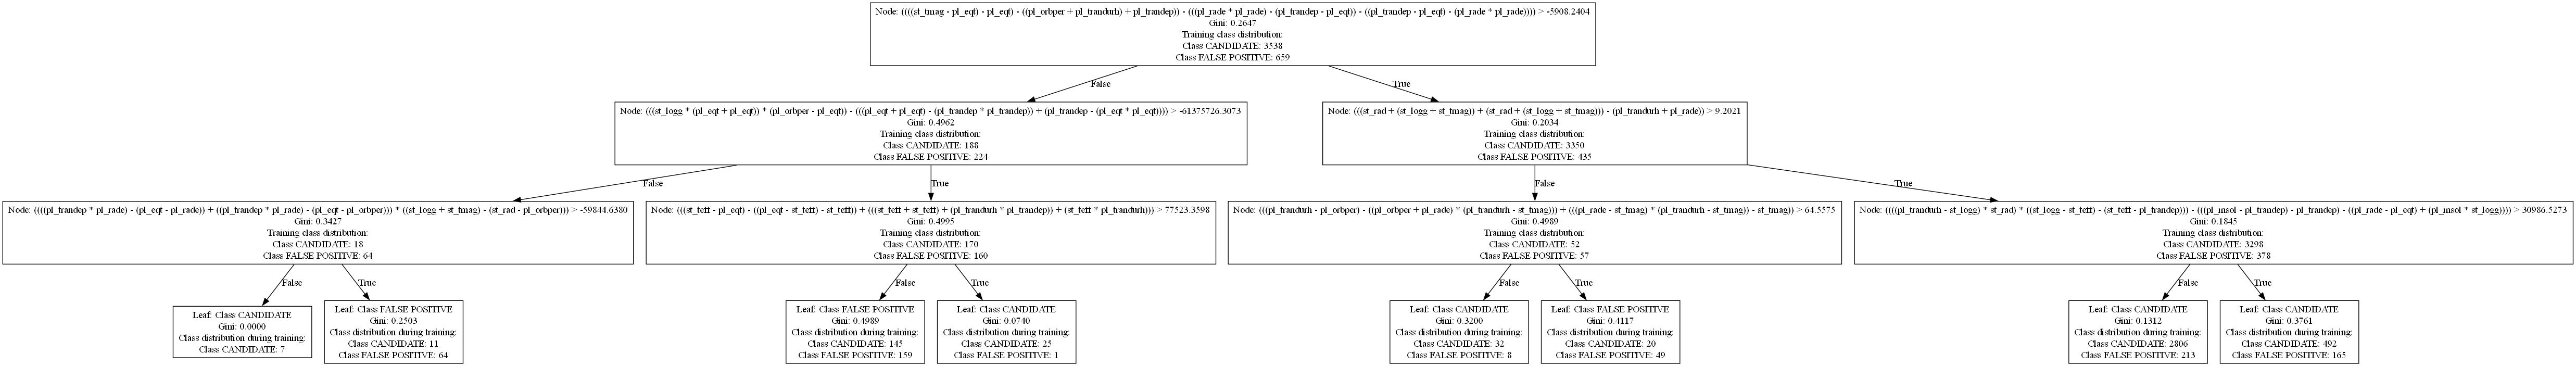 Node: ((((st_tmag - pl_eqt) - pl_eqt) - ((pl_orbper + pl_trandurh) + pl_trandep)) - (((pl_rade * pl_rade) - (pl_trandep - pl_eqt)) - ((pl_trandep - pl_eqt) - (pl_rade * pl_rade)))) > -5908.2404
Gini: 0.2647
Training class distribution:
Class CANDIDATE: 3538
Class FALSE POSITIVE: 659
False
True
Node: (((st_logg * (pl_eqt + pl_eqt)) * (pl_orbper - pl_eqt)) - (((pl_eqt + pl_eqt) - (pl_trandep * pl_trandep)) + (pl_trandep - (pl_eqt * pl_eqt)))) > -61375726.3073
Gini: 0.4962
Training class distribution:
Class CANDIDATE: 188
Class FALSE POSITIVE: 224
Node: (((st_rad + (st_logg + st_tmag)) + (st_rad + (st_logg + st_tmag))) - (pl_trandurh + pl_rade)) > 9.2021
Gini: 0.2034
Training class distribution:
Class CANDIDATE: 3350
Class FALSE POSITIVE: 435
False
True
False
True
Node: ((((pl_trandep * pl_rade) - (pl_eqt - pl_rade)) + ((pl_trandep * pl_rade) - (pl_eqt - pl_orbper))) * ((st_logg + st_tmag) - (st_rad - pl_orbper))) > -59844.6380
Gini: 0.3427
Training class distribution:
Class CANDIDATE: 18
Class FALSE POSITIVE: 64
Node: (((st_teff - pl_eqt) - ((pl_eqt - st_teff) - st_teff)) + (((st_teff + st_teff) + (pl_trandurh * pl_trandep)) + (st_teff * pl_trandurh))) > 77523.3598
Gini: 0.4995
Training class distribution:
Class CANDIDATE: 170
Class FALSE POSITIVE: 160
Node: (((pl_trandurh - pl_orbper) - ((pl_orbper + pl_rade) * (pl_trandurh - st_tmag))) + (((pl_rade - st_tmag) * (pl_trandurh - st_tmag)) - st_tmag)) > 64.5575
Gini: 0.4989
Training class distribution:
Class CANDIDATE: 52
Class FALSE POSITIVE: 57
Node: ((((pl_trandurh - st_logg) * st_rad) * ((st_logg - st_teff) - (st_teff - pl_trandep))) - (((pl_insol - pl_trandep) - pl_trandep) - ((pl_rade - pl_eqt) + (pl_insol * st_logg)))) > 30986.5273
Gini: 0.1845
Training class distribution:
Class CANDIDATE: 3298
Class FALSE POSITIVE: 378
False
True
False
True
False
True
False
True
Leaf: Class CANDIDATE
Gini: 0.0000
Class distribution during training:
Class CANDIDATE: 7
Leaf: Class FALSE POSITIVE
Gini: 0.2503
Class distribution during training:
Class CANDIDATE: 11
Class FALSE POSITIVE: 64
Leaf: Class FALSE POSITIVE
Gini: 0.4989
Class distribution during training:
Class CANDIDATE: 145
Class FALSE POSITIVE: 159
Leaf: Class CANDIDATE
Gini: 0.0740
Class distribution during training:
Class CANDIDATE: 25
Class FALSE POSITIVE: 1
Leaf: Class CANDIDATE
Gini: 0.3200
Class distribution during training:
Class CANDIDATE: 32
Class FALSE POSITIVE: 8
Leaf: Class FALSE POSITIVE
Gini: 0.4117
Class distribution during training:
Class CANDIDATE: 20
Class FALSE POSITIVE: 49
Leaf: Class CANDIDATE
Gini: 0.1312
Class distribution during training:
Class CANDIDATE: 2806
Class FALSE POSITIVE: 213
Leaf: Class CANDIDATE
Gini: 0.3761
Class distribution during training:
Class CANDIDATE: 492
Class FALSE POSITIVE: 165